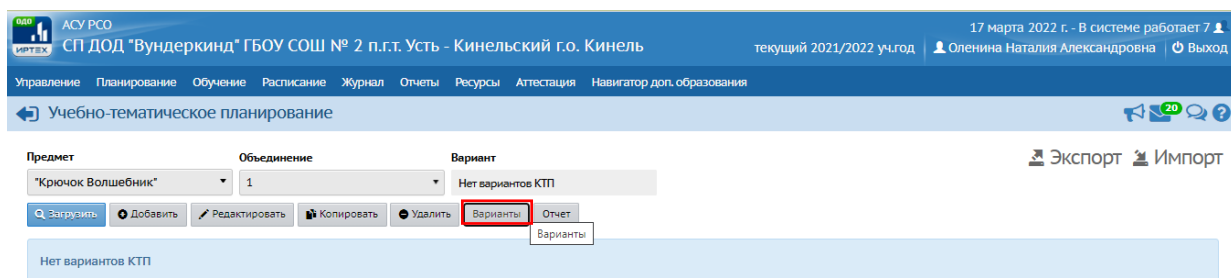 ОДО
ИРТЕХ
АСУ РСО
СП ДОД "Вундеркинд" ГБОУ СОШ № 2 п.г.т. Усть - Кинельский г.о. Кинель
17 марта 2022 г. - В системе работает 7
текущий 2021/2022 уч.год Оленина Наталия Александровна Выход
Управление Планирование Обучение Расписание Журнал Отчеты Ресурсы Аттестация Навигатор доп. образования
Учебно-тематическое планирование 20
Предмет Объединение Вариант Экспорт Импорт
"Крючок Волшебник" 1 Нет вариантов КТП
Загрузить Добавить Редактировать Копировать Удалить Варианты Отчет
Варианты
Нет вариантов КТП